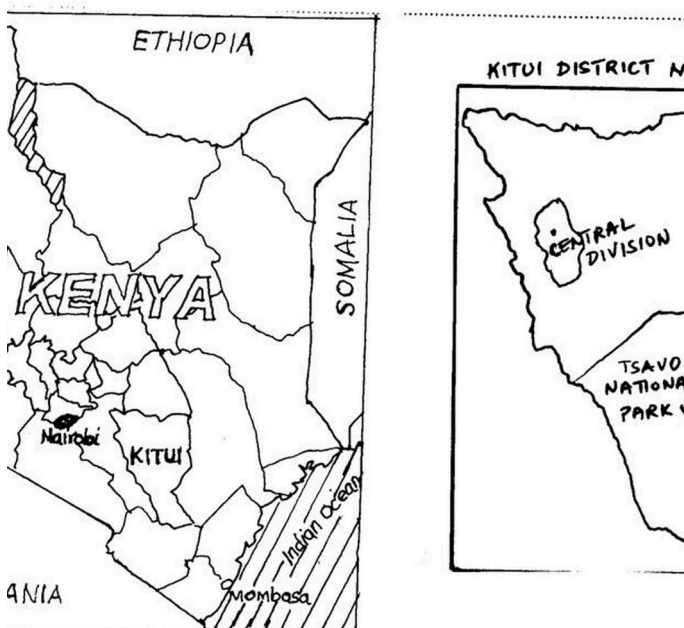 ETHIOPIA
SOMALIA
KENYA
Nairobi
KITUI
Indian Ocean
Mombasa
ANIA
KITUI DISTRICT
CENTRAL
DIVISION
TSAVO
NATIONA
PARK